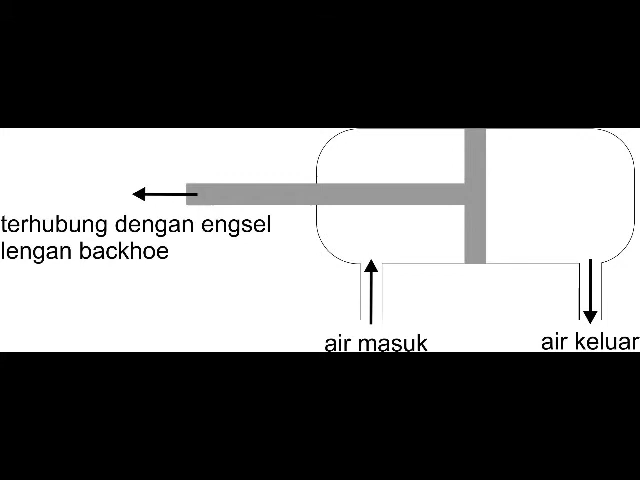 terhubung dengan engsel
lengan backhoe
air masuk
air keluar